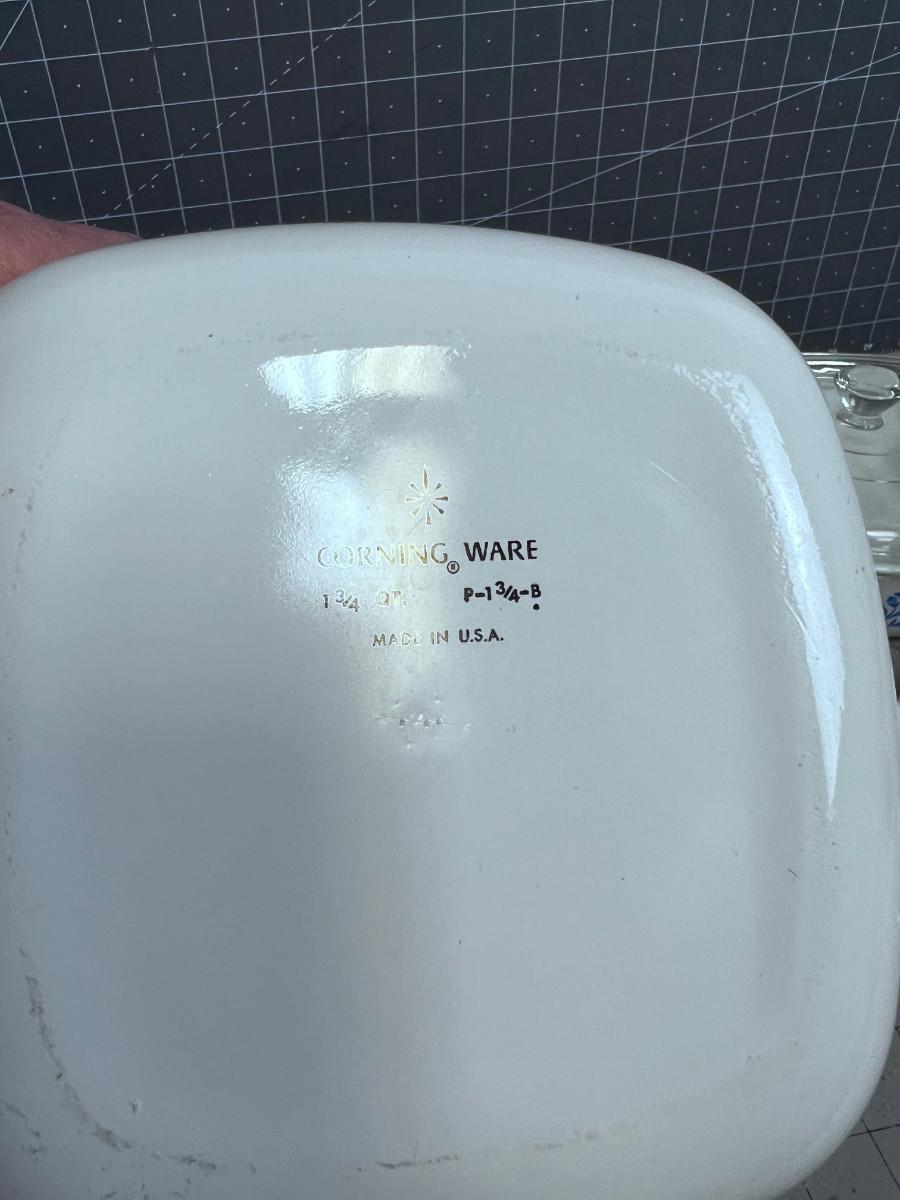 CORNING® WARE
1 3/4 QT. P-1 3/4-B
MADE IN U.S.A.